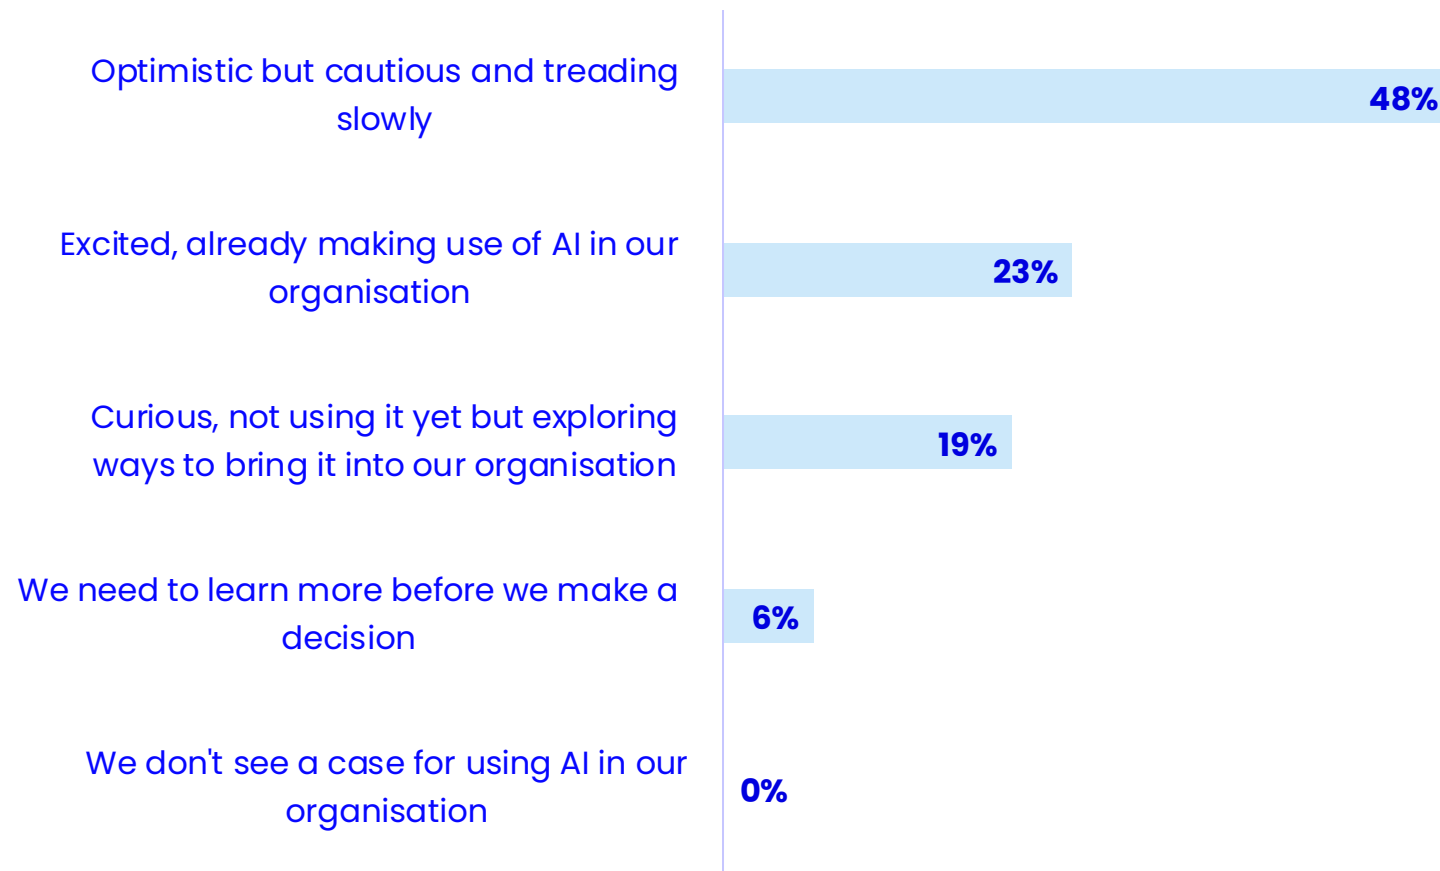 Optimistic but cautious and treading
slowly
48%
Excited, already making use of AI in our
organisation
23%
Curious, not using it yet but exploring
ways to bring it into our organisation
19%
We need to learn more before we make a
decision
6%
We don't see a case for using AI in our
organisation
0%